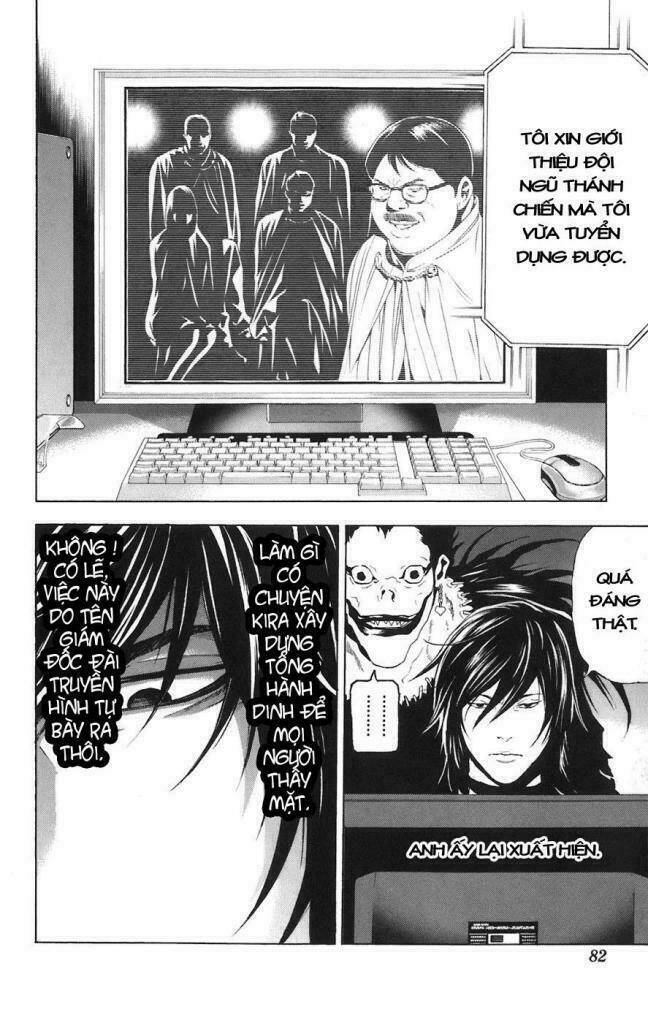 TÔI XIN GIỚI
THIỆU ĐỘI
NGŨ THÁNH
CHIẾN MÀ TÔI
VỪA TUYỂN
DỤNG ĐƯỢC.
QUÁ
ĐÁNG
THẬT.
ANH ẤY LẠI XUẤT HIỆN.
LÀM GÌ
CÓ
CHUYỆN
KIRA XÂY
DỰNG
TỔNG
HÀNH
DINH ĐỂ
MỌI
NGƯỜI
THẤY
MẶT.
KHÔNG !
CÓ LẼ,
VIỆC NÀY
DO TÊN
GIÁM
ĐỐC ĐÀI
TRUYỀN
HÌNH TỰ
BÀY RA
THÔI.
82